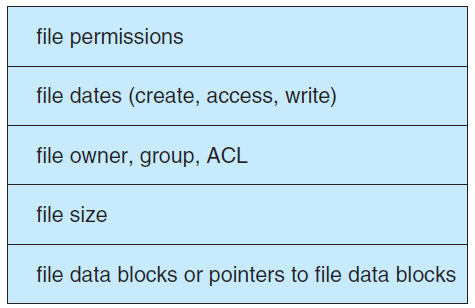 file permissions
file dates (create, access, write)
file owner, group, ACL
file size
file data blocks or pointers to file data blocks